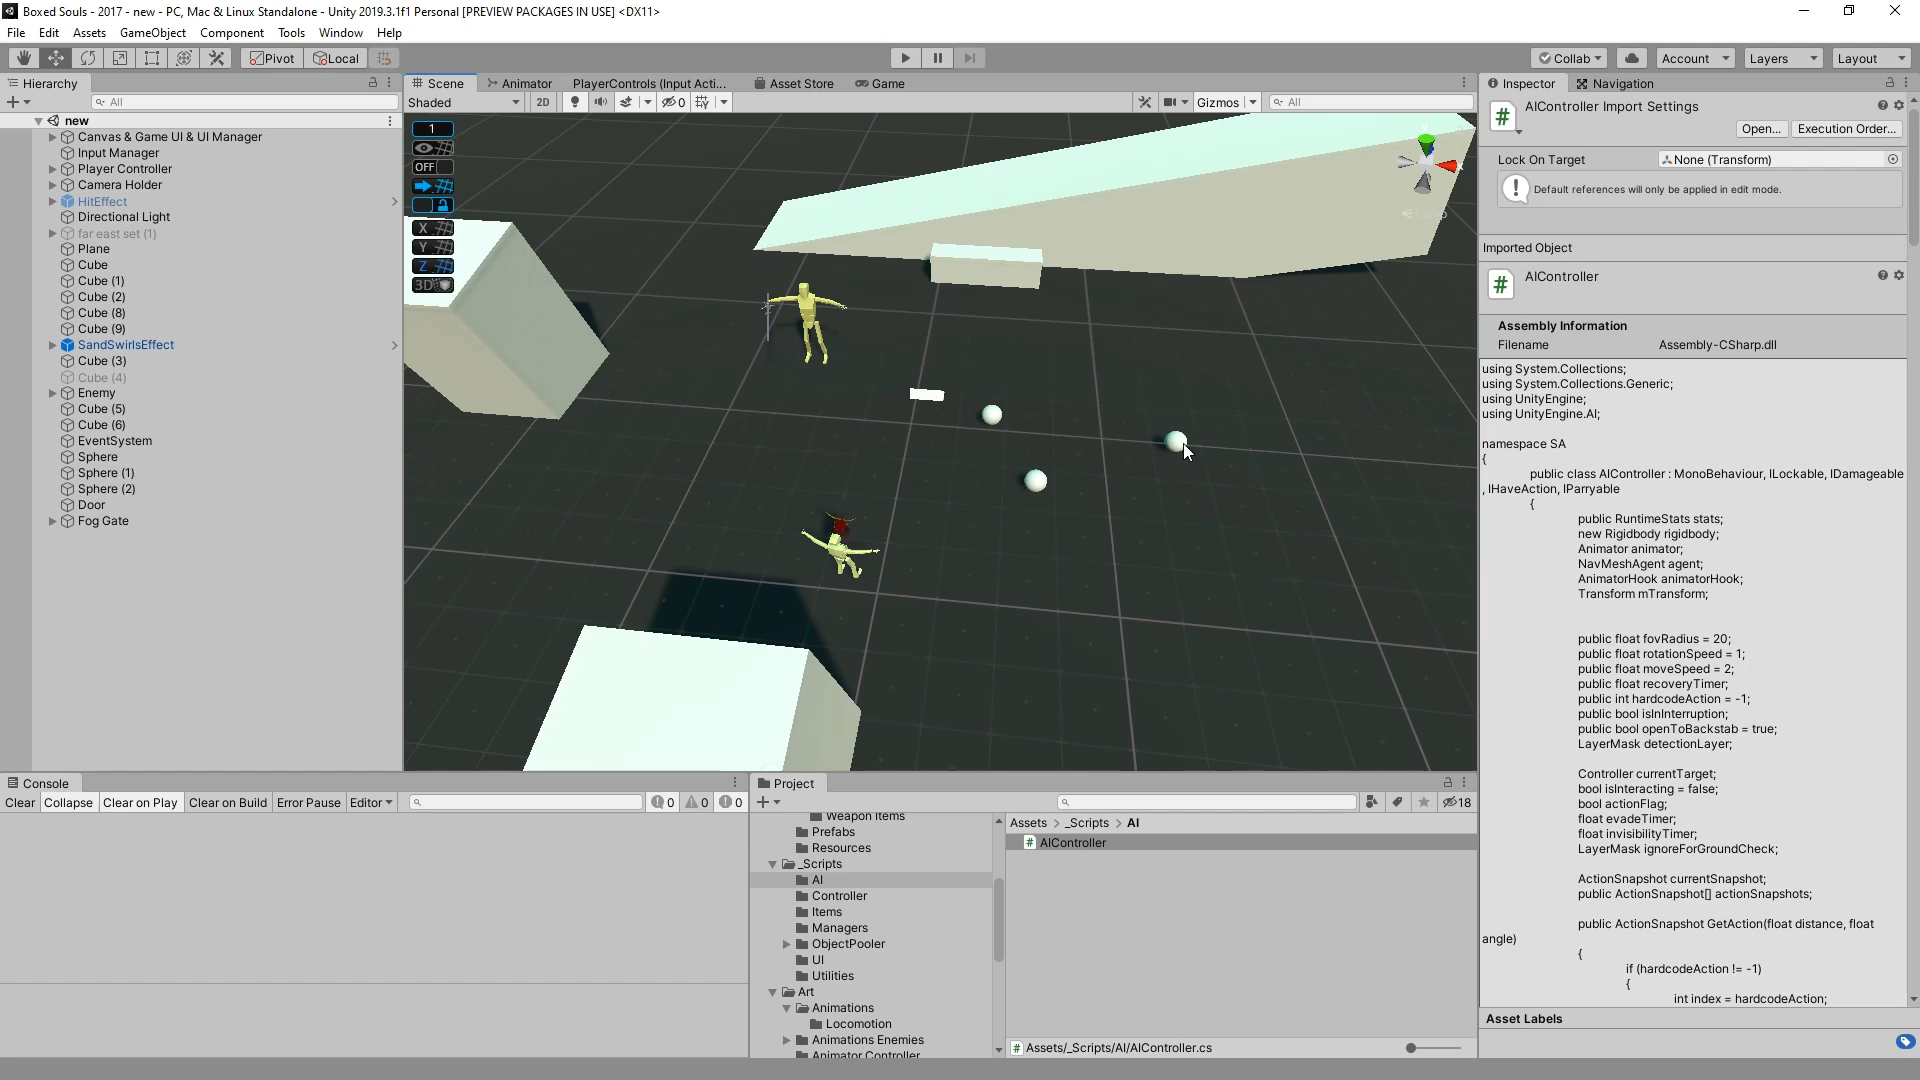 Boxed Souls - 2017 - new - PC, Mac & Linux Standalone - Unity 2019.3.1f1 Personal [PREVIEW PACKAGES IN USE] <DX11>
File Edit Assets GameObject Component Tools Window Help
Pivot Local Collab Account Layers Layout
Hierarchy
All
new
Canvas & Game UI & UI Manager
Input Manager
Player Controller
Camera Holder
HitEffect
Directional Light
far east set (1)
Plane
Cube
Cube (1)
Cube (2)
Cube (8)
Cube (9)
SandSwirlsEffect
Cube (3)
Cube (4)
Enemy
Cube (5)
Cube (6)
EventSystem
Sphere
Sphere (1)
Sphere (2)
Door
Fog Gate
Scene Animator PlayerControls (Input Acti... Asset Store Game
Shaded 2D 0 Gizmos All
1
OFF
X
Y
Z
3D
Persp
Inspector Navigation
AIController Import Settings
Open... Execution Order...
Lock On Target None (Transform)
Default references will only be applied in edit mode.
Imported Object
AIController
Assembly Information
Filename Assembly-CSharp.dll
using System.Collections;
using System.Collections.Generic;
using UnityEngine;
using UnityEngine.AI;
namespace SA
{
public class AIController : MonoBehaviour, ILockable, IDamageable
, IHaveAction, IParryable
{
public RuntimeStats stats;
new Rigidbody rigidbody;
Animator animator;
NavMeshAgent agent;
AnimatorHook animatorHook;
Transform mTransform;
public float fovRadius = 20;
public float rotationSpeed = 1;
public float moveSpeed = 2;
public float recoveryTimer;
public int hardcodeAction = -1;
public bool isInInterruption;
public bool openToBackstab = true;
LayerMask detectionLayer;
Controller currentTarget;
bool isInteracting = false;
bool actionFlag;
float evadeTimer;
float invisibilityTimer;
LayerMask ignoreForGroundCheck;
ActionSnapshot currentSnapshot;
public ActionSnapshot[] actionSnapshots;
public ActionSnapshot GetAction(float distance, float
angle)
{
if (hardcodeAction != -1)
{
int index = hardcodeAction;
Asset Labels
Console
Clear Collapse Clear on Play Clear on Build Error Pause Editor 0 0 0
Project
18
Weapon Items
Prefabs
Resources
_Scripts
AI
Controller
Items
Managers
ObjectPooler
UI
Utilities
Art
Animations
Locomotion
Animations Enemies
Animator Controller
Assets > _Scripts > AI
AIController
Assets/_Scripts/AI/AIController.cs